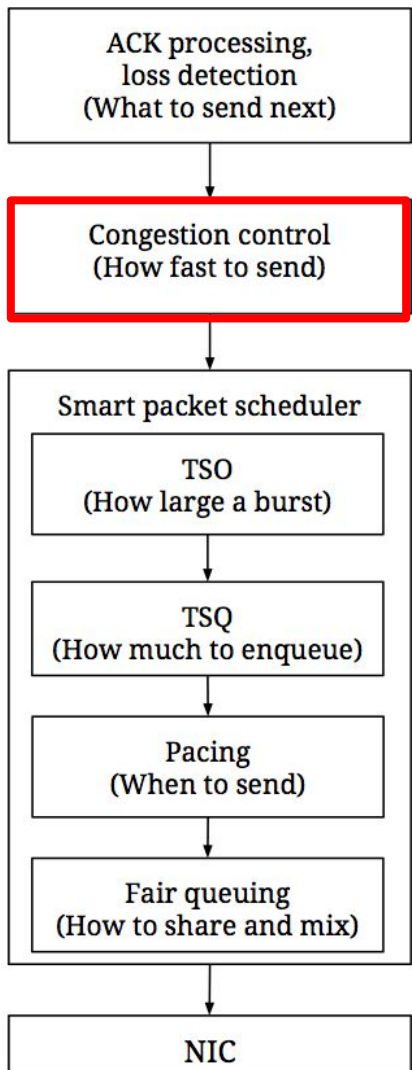 ACK processing,
loss detection
(What to send next)
Congestion control
(How fast to send)
Smart packet scheduler
TSO
(How large a burst)
TSQ
(How much to enqueue)
Pacing
(When to send)
Fair queuing
(How to share and mix)
NIC